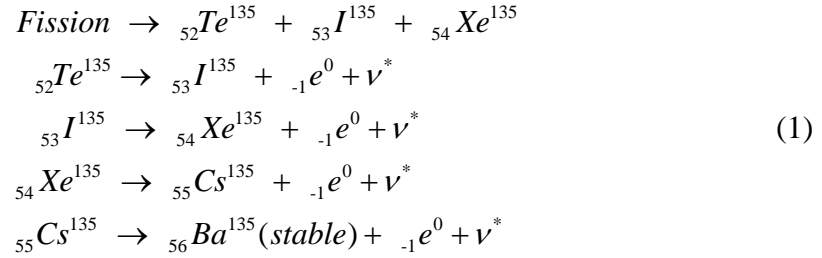 Fission → ₅₂Te¹³⁵ + ₅₃I¹³⁵ + ₅₄Xe¹³⁵
₅₂Te¹³⁵ → ₅₃I¹³⁵ + ₋₁e⁰ + ν*
₅₃I¹³⁵ → ₅₄Xe¹³⁵ + ₋₁e⁰ + ν* (1)
₅₄Xe¹³⁵ → ₅₅Cs¹³⁵ + ₋₁e⁰ + ν*
₅₅Cs¹³⁵ → ₅₆Ba¹³⁵(stable) + ₋₁e⁰ + ν*